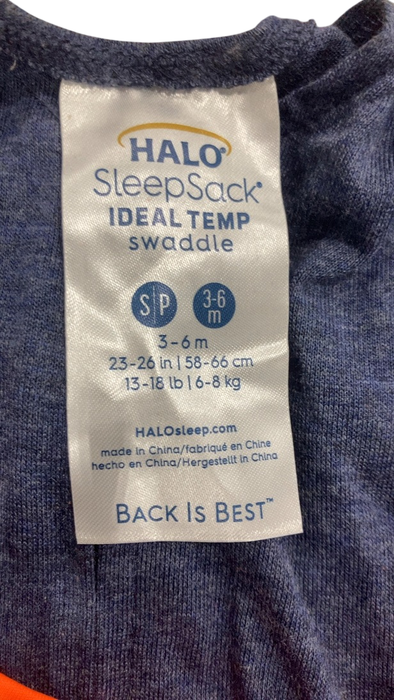 HALO®
SleepSack®
IDEAL TEMP
swaddle
S|P
3-6
m
3-6 m
23-26 in | 58-66 cm
13-18 lb | 6-8 kg
HALOsleep.com
made in China/fabriqué en Chine
hecho en China/Hergestellt in China
BACK IS BEST™